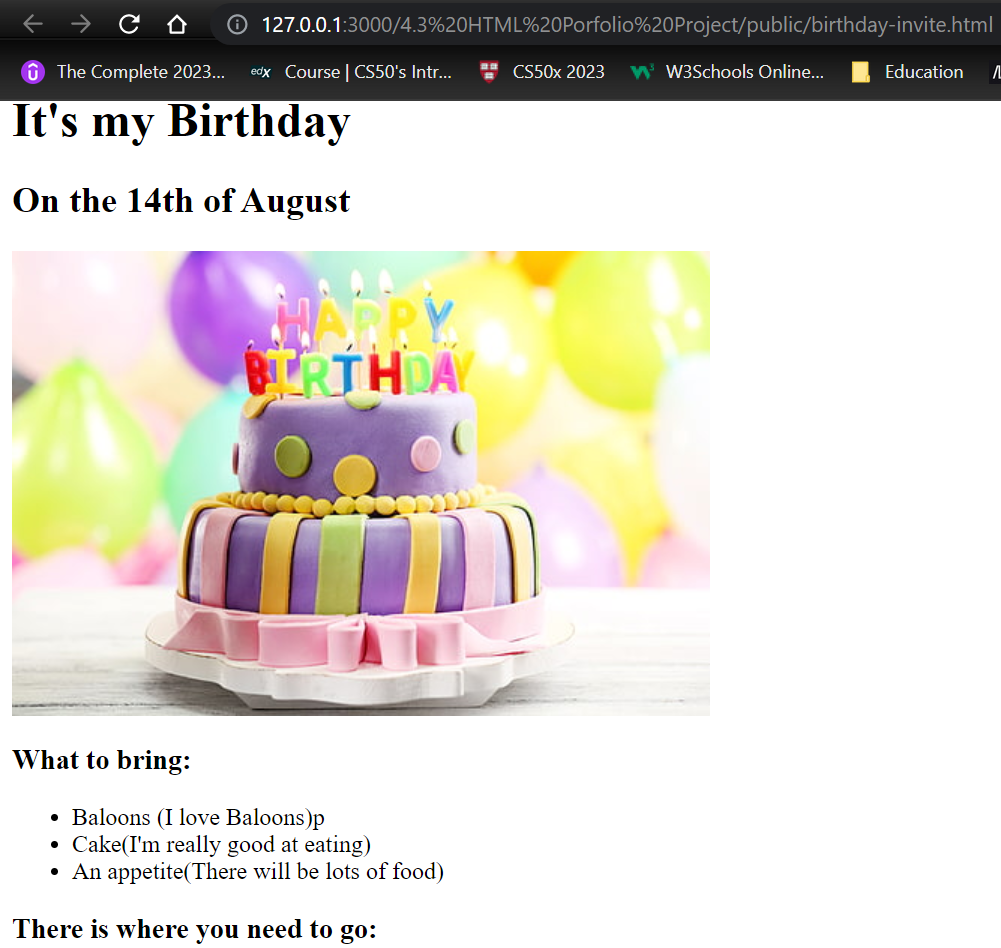 127.0.0.1:3000/4.3%20HTML%20Porfolio%20Project/public/birthday-invite.html
The Complete 2023... edX Course | CS50's Intr... CS50x 2023 W3Schools Online... Education
It's my Birthday
On the 14th of August
HAPPY
BIRTHDAY
What to bring:
Baloons (I love Baloons)p
Cake(I'm really good at eating)
An appetite(There will be lots of food)
There is where you need to go: